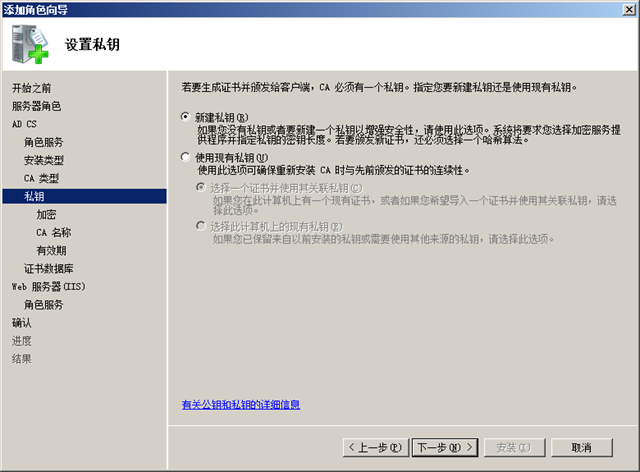 添加角色向导
设置私钥
开始之前
服务器角色
AD CS
角色服务
安装类型
CA 类型
私钥
加密
CA 名称
有效期
证书数据库
Web 服务器(IIS)
角色服务
确认
进度
结果
若要生成证书并颁发给客户端，CA 必须有一个私钥。指定您要新建私钥还是使用现有私钥。
新建私钥(R)
如果您没有私钥或者要新建一个私钥以增强安全性，请使用此选项。系统将要求您选择加密服务提
供程序并指定私钥的密钥长度。若要颁发新证书，还必须选择一个哈希算法。
使用现有私钥(U)
使用此选项可确保重新安装 CA 时与先前颁发的证书的连续性。
选择一个证书并使用其关联私钥(C)
如果您在此计算机上有一个现有证书，或者如果您希望导入一个证书并使用其关联私钥，请选
择此选项。
选择此计算机上的现有私钥(E)
如果您已保留来自以前安装的私钥或需要使用其他来源的私钥，请选择此选项。
有关公钥和私钥的详细信息
< 上一步(P)
下一步(N) >
安装(I)
取消